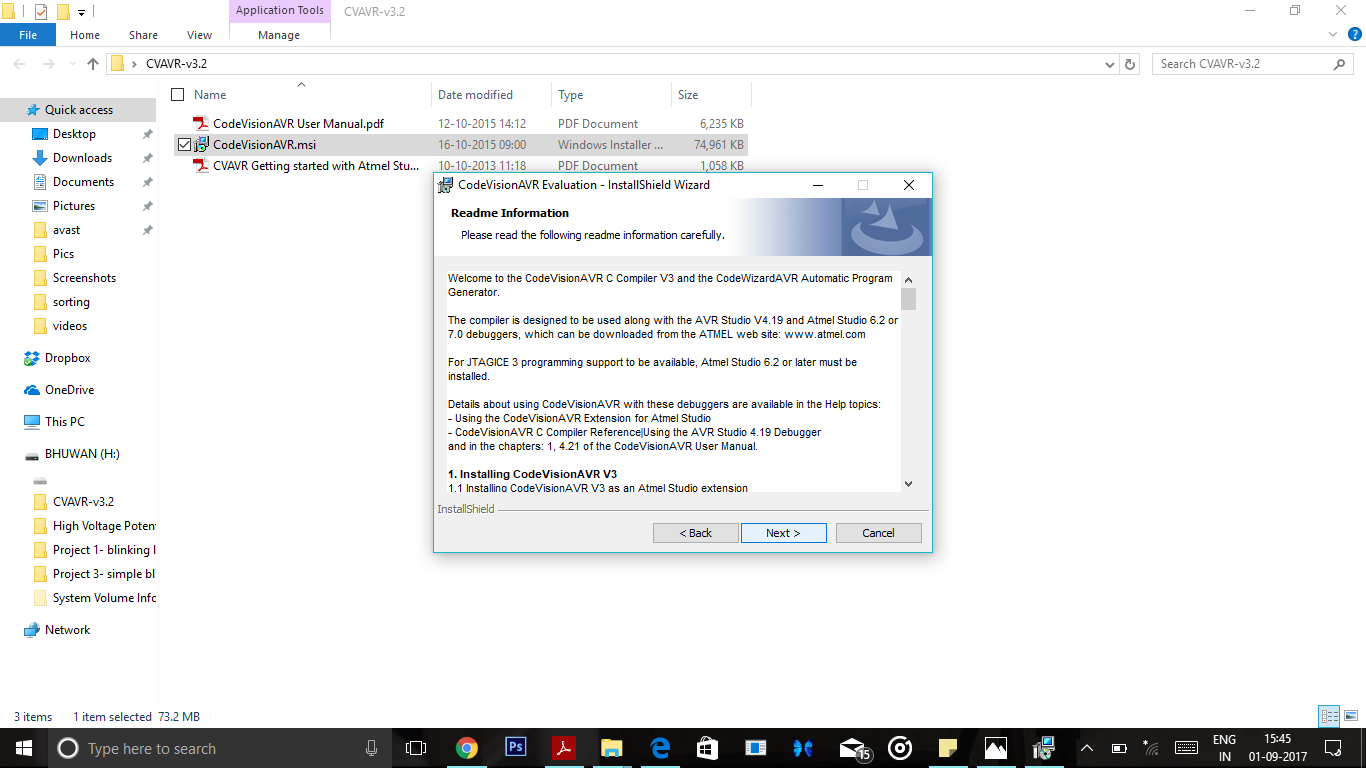 Application Tools
CVAVR-v3.2
File
Home
Share
View
Manage
CVAVR-v3.2
Search CVAVR-v3.2
Name
Date modified
Type
Size
CodeVisionAVR User Manual.pdf 12-10-2015 14:12 PDF Document 6,235 KB
CodeVisionAVR.msi 16-10-2015 09:00 Windows Installer ... 74,961 KB
CVAVR Getting started with Atmel Stu... 10-10-2013 11:18 PDF Document 1,058 KB
Quick access
Desktop
Downloads
Documents
Pictures
avast
Pics
Screenshots
sorting
videos
Dropbox
OneDrive
This PC
BHUWAN (H:)
CVAVR-v3.2
High Voltage Poten
Project 1- blinking l
Project 3- simple bl
System Volume Info
Network
CodeVisionAVR Evaluation - InstallShield Wizard
Readme Information
Please read the following readme information carefully.
Welcome to the CodeVisionAVR C Compiler V3 and the CodeWizardAVR Automatic Program
Generator.
The compiler is designed to be used along with the AVR Studio V4.19 and Atmel Studio 6.2 or
7.0 debuggers, which can be downloaded from the ATMEL web site: www.atmel.com
For JTAGICE 3 programming support to be available, Atmel Studio 6.2 or later must be
installed.
Details about using CodeVisionAVR with these debuggers are available in the Help topics:
- Using the CodeVisionAVR Extension for Atmel Studio
- CodeVisionAVR C Compiler Reference|Using the AVR Studio 4.19 Debugger
and in the chapters: 1, 4.21 of the CodeVisionAVR User Manual.
1. Installing CodeVisionAVR V3
1.1 Installing CodeVisionAVR V3 as an Atmel Studio extension
InstallShield
< Back
Next >
Cancel
3 items
1 item selected 73.2 MB
Type here to search
Ps
15
ENG
IN
15:45
01-09-2017